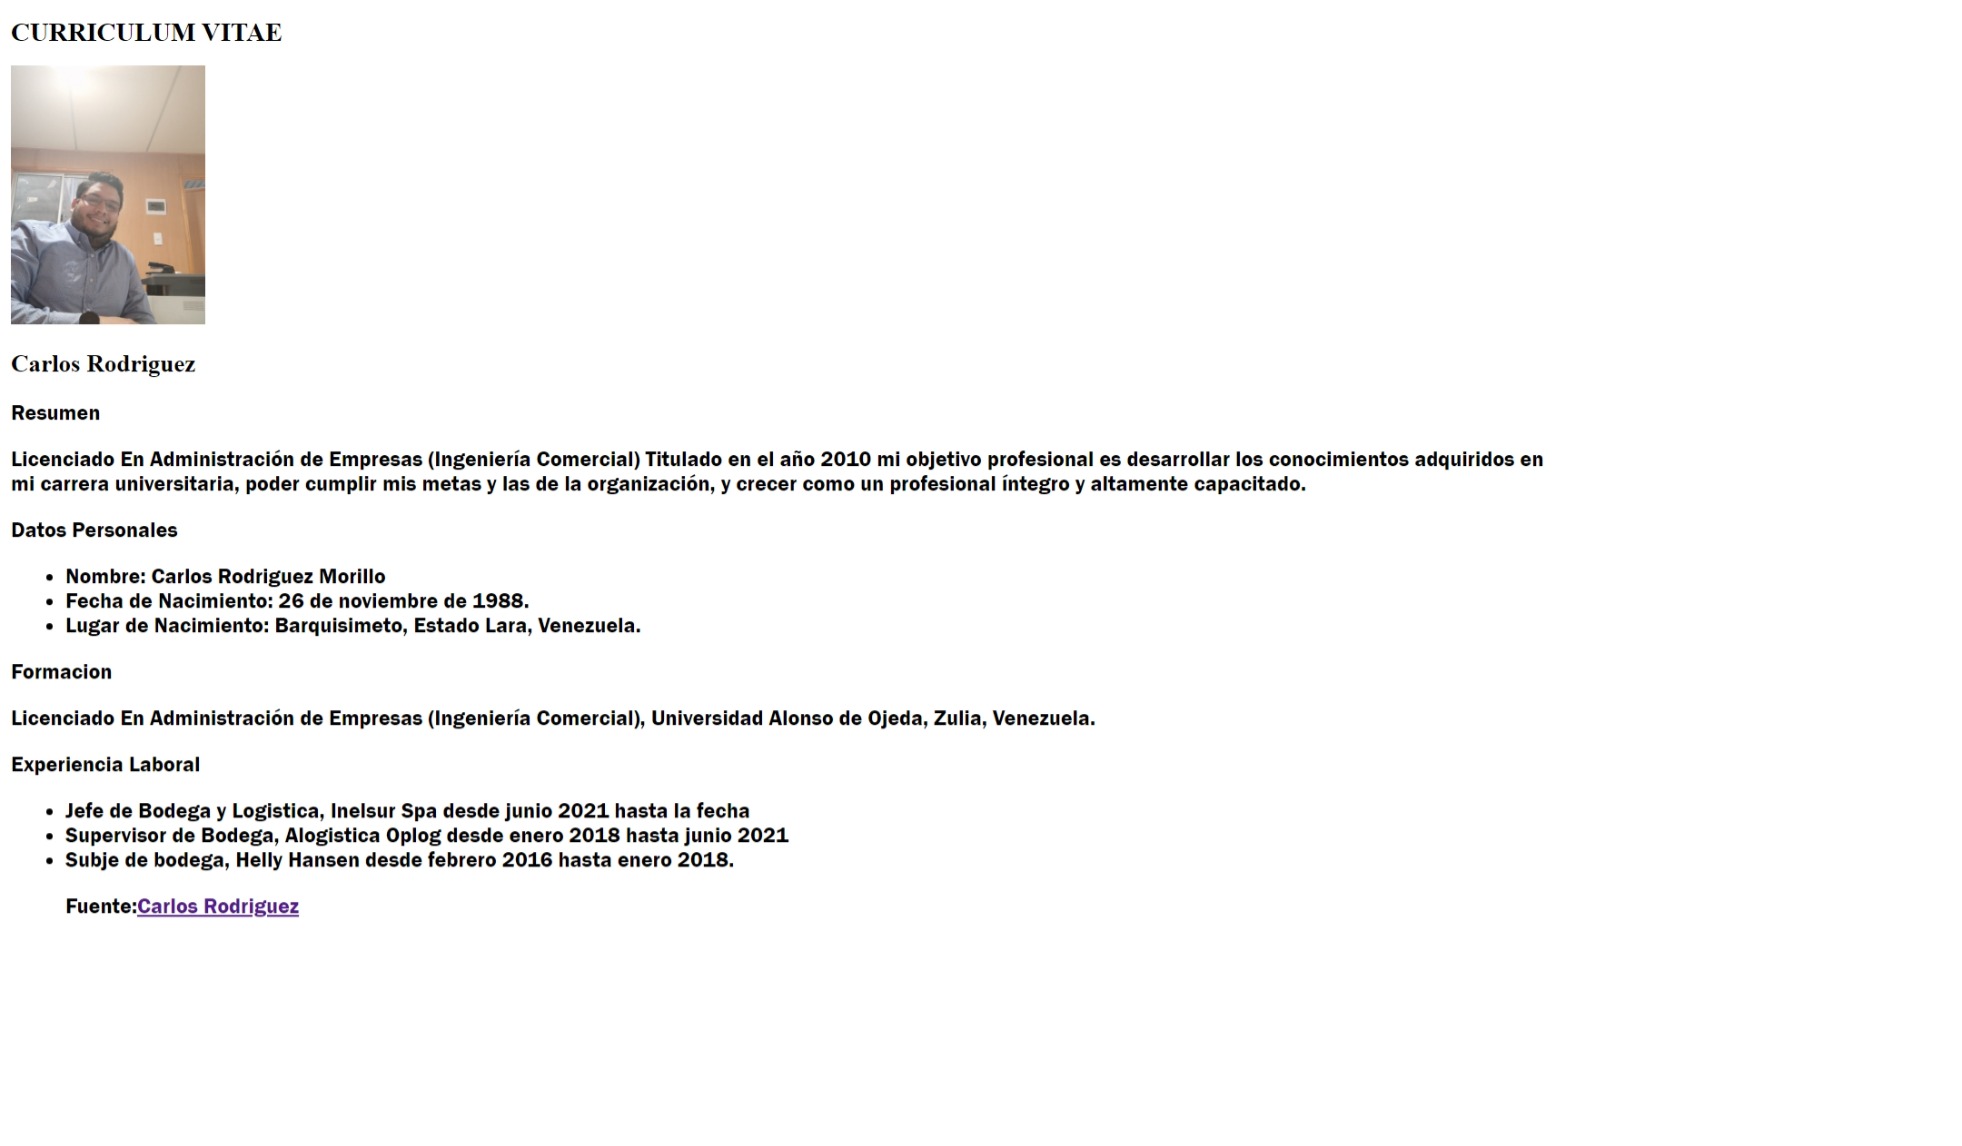 CURRICULUM VITAE
Carlos Rodriguez
Resumen
Licenciado En Administración de Empresas (Ingeniería Comercial) Titulado en el año 2010 mi objetivo profesional es desarrollar los conocimientos adquiridos en
mi carrera universitaria, poder cumplir mis metas y las de la organización, y crecer como un profesional íntegro y altamente capacitado.
Datos Personales
• Nombre: Carlos Rodriguez Morillo
• Fecha de Nacimiento: 26 de noviembre de 1988.
• Lugar de Nacimiento: Barquisimeto, Estado Lara, Venezuela.
Formacion
Licenciado En Administración de Empresas (Ingeniería Comercial), Universidad Alonso de Ojeda, Zulia, Venezuela.
Experiencia Laboral
• Jefe de Bodega y Logistica, Inelsur Spa desde junio 2021 hasta la fecha
• Supervisor de Bodega, Alogistica Oplog desde enero 2018 hasta junio 2021
• Subje de bodega, Helly Hansen desde febrero 2016 hasta enero 2018.
Fuente:Carlos Rodriguez